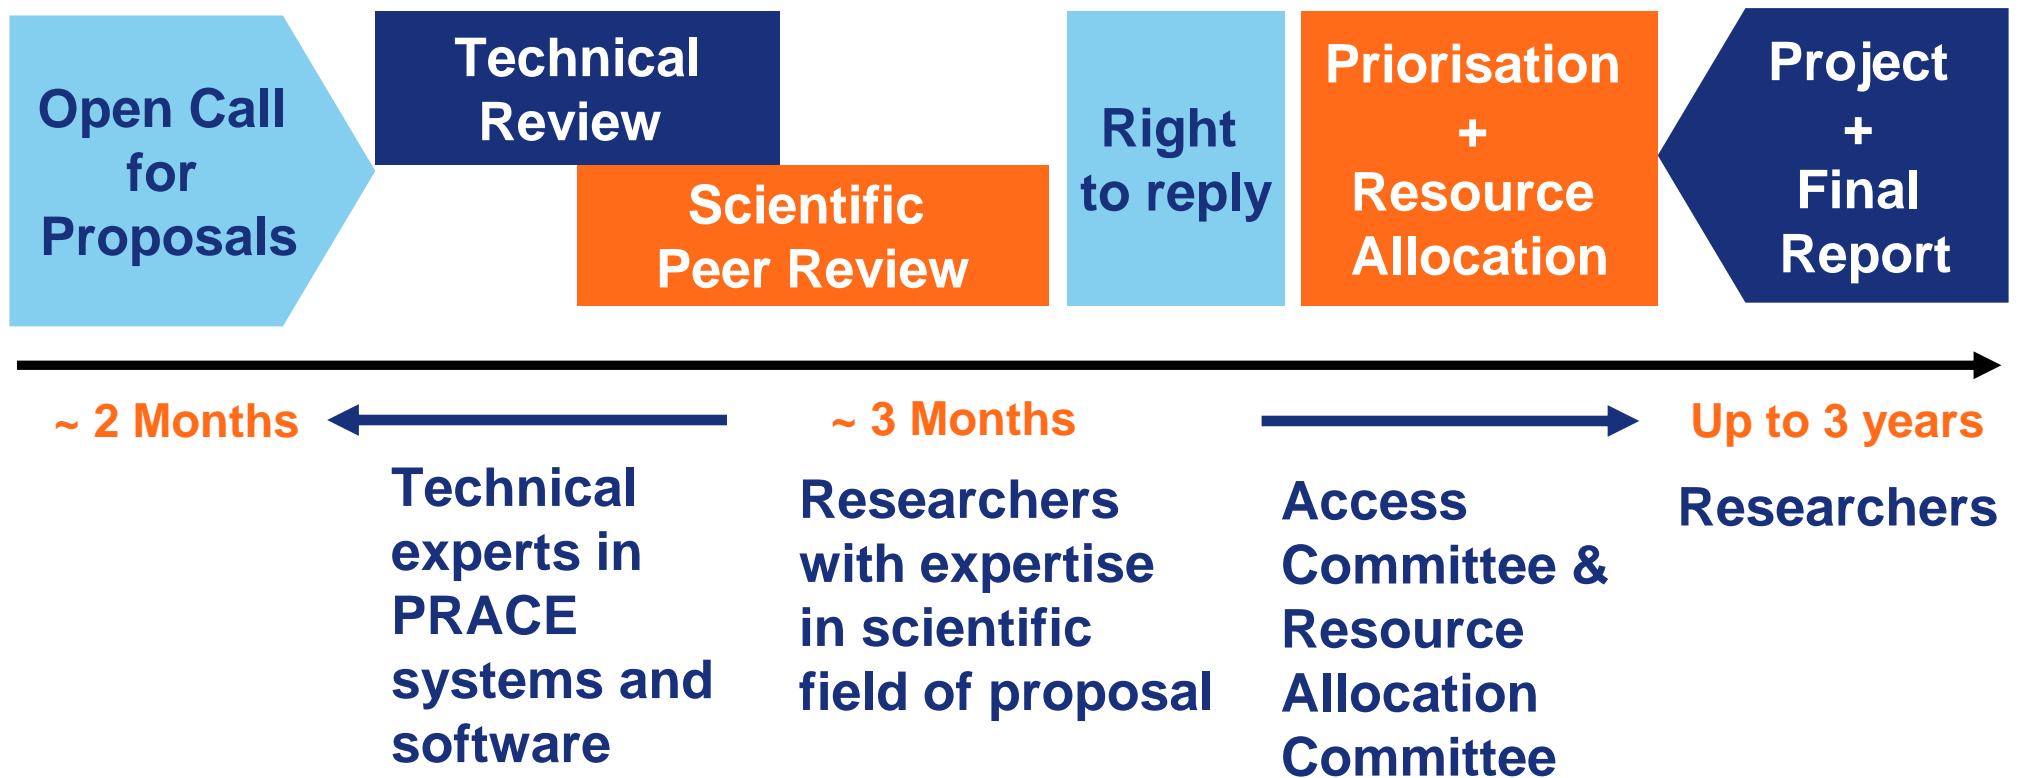 Open Call
for
Proposals
Technical
Review
Scientific
Peer Review
Right
to reply
Priorisation
+
Resource
Allocation
Project
+
Final
Report
~ 2 Months
~ 3 Months
Up to 3 years
Technical
experts in
PRACE
systems and
software
Researchers
with expertise
in scientific
field of proposal
Access
Committee &
Resource
Allocation
Committee
Researchers